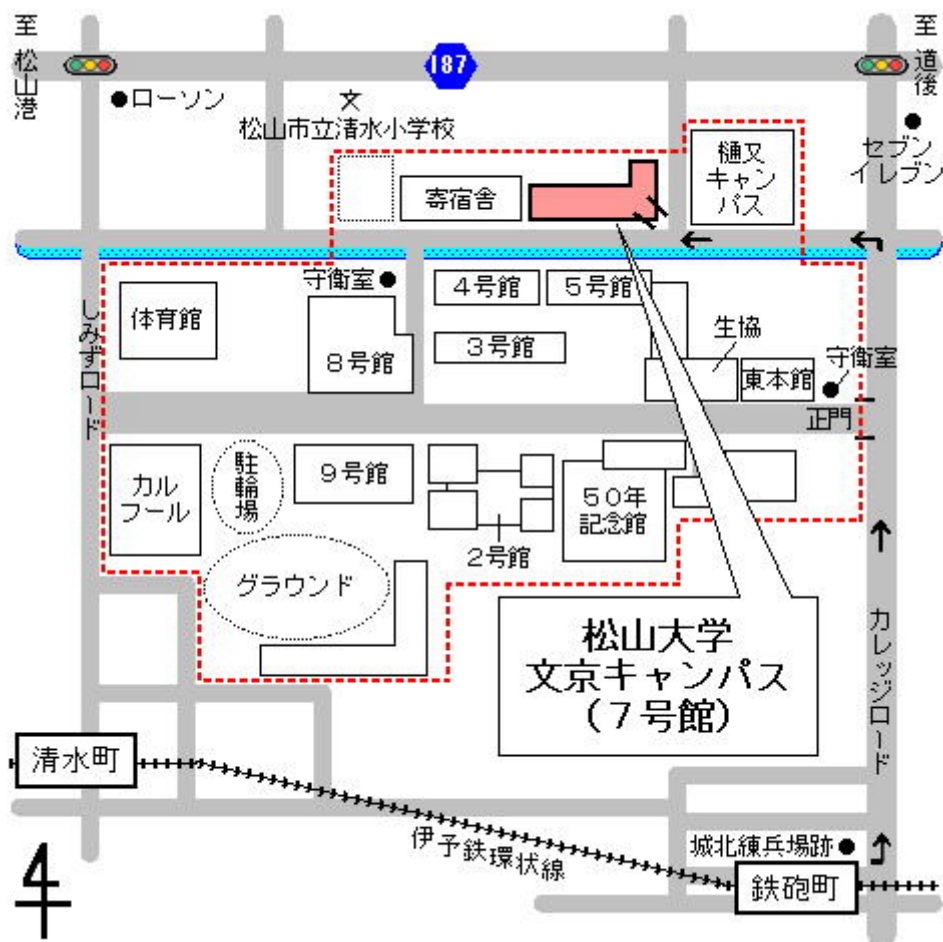 至
松山港
187
至
道後
ローソン
文
松山市立清水小学校
セブン
イレブン
樋又
キャン
パス
寄宿舎
守衛室
4号館
5号館
体育館
8号館
3号館
生協
東本館
守衛室
正門
しみずロード
カル
フール
駐輪場
9号館
2号館
50年
記念館
グラウンド
松山大学
文京キャンパス
(7号館)
カレッジロード
清水町
伊予鉄環状線
城北練兵場跡
鉄砲町